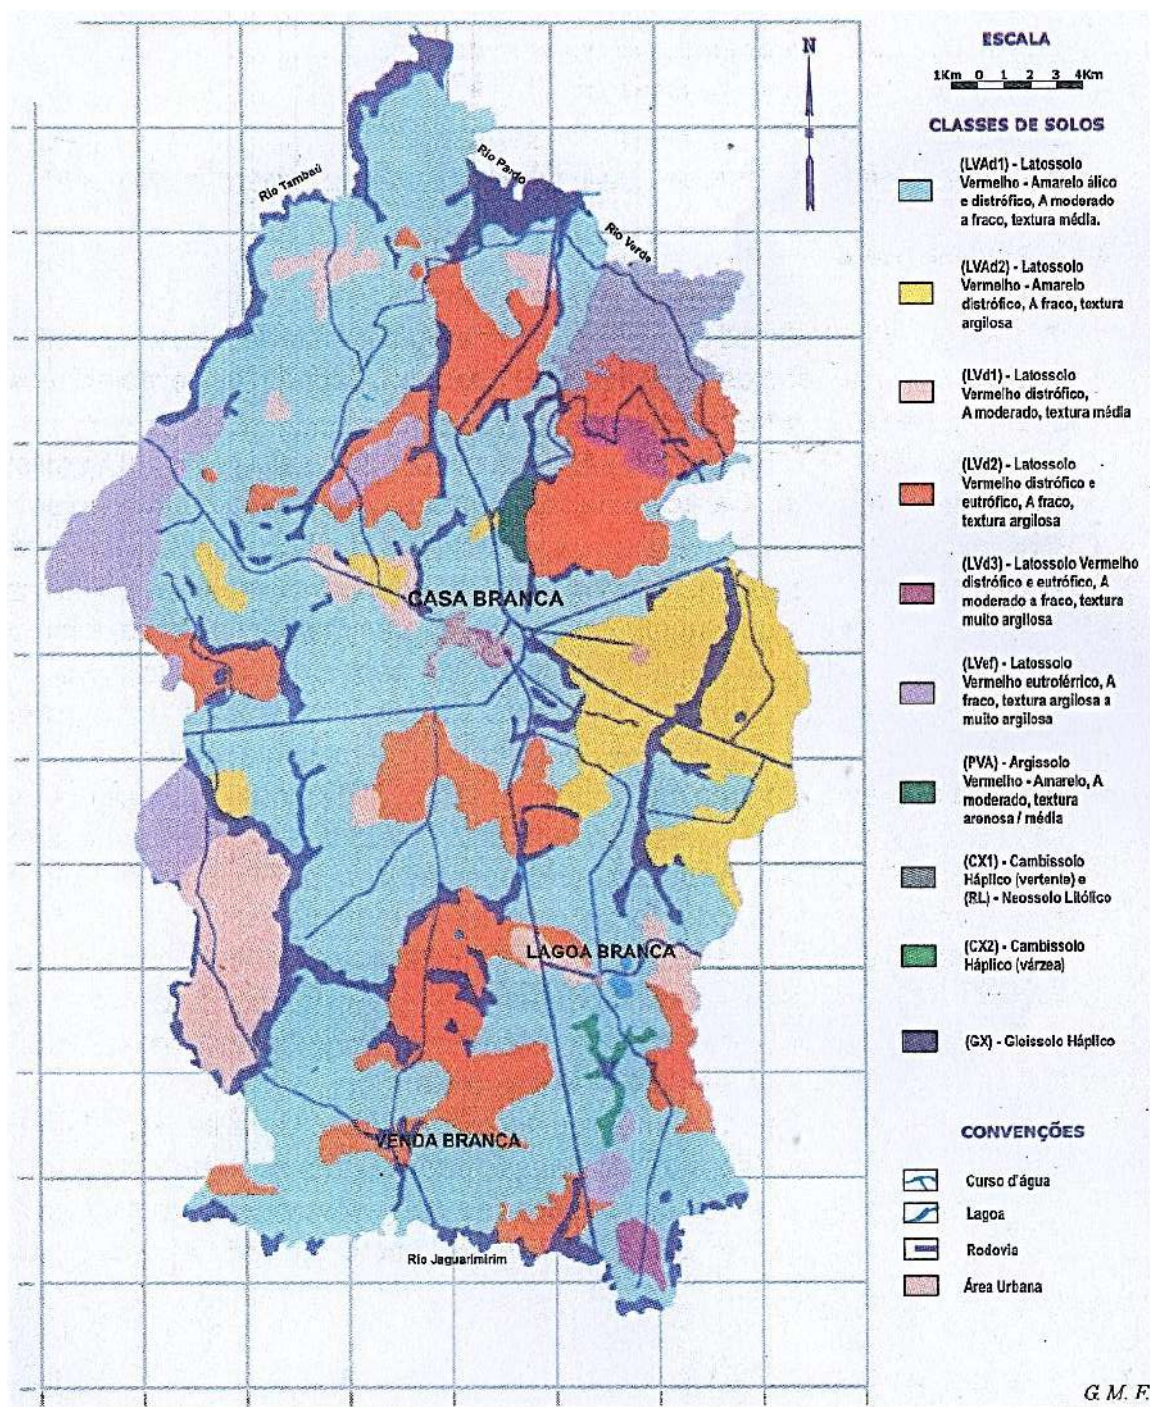 ESCALA
N
1Km 0 1 2 3 4Km
CLASSES DE SOLOS
(LVAd1) - Latossolo
Vermelho - Amarelo álico
e distrófico, A moderado
a fraco, textura média.
(LVAd2) - Latossolo
Vermelho - Amarelo
distrófico, A fraco, textura
argilosa
(LVd1) - Latossolo
Vermelho distrófico,
A moderado, textura média
(LVd2) - Latossolo
Vermelho distrófico e
eutrófico, A fraco,
textura argilosa
(LVd3) - Latossolo Vermelho
distrófico e eutrófico, A
moderado a fraco, textura
muito argilosa
(LVef) - Latossolo
Vermelho eutroférrico, A
fraco, textura argilosa a
muito argilosa
(PVA) - Argissolo
Vermelho - Amarelo, A
moderado, textura
arenosa / média
(CX1) - Cambissolo
Háplico (vertente) e
(RL) - Neossolo Litólico
(CX2) - Cambissolo
Háplico (várzea)
(GX) - Gleissolo Háplico
CONVENÇÕES
Curso d'água
Lagoa
Rodovia
Área Urbana
Rio Tambaú
Rio Pardo
Rio Verde
CASA BRANCA
LAGOA BRANCA
VENDA BRANCA
Rio Jaguarimirim
G. M. F.